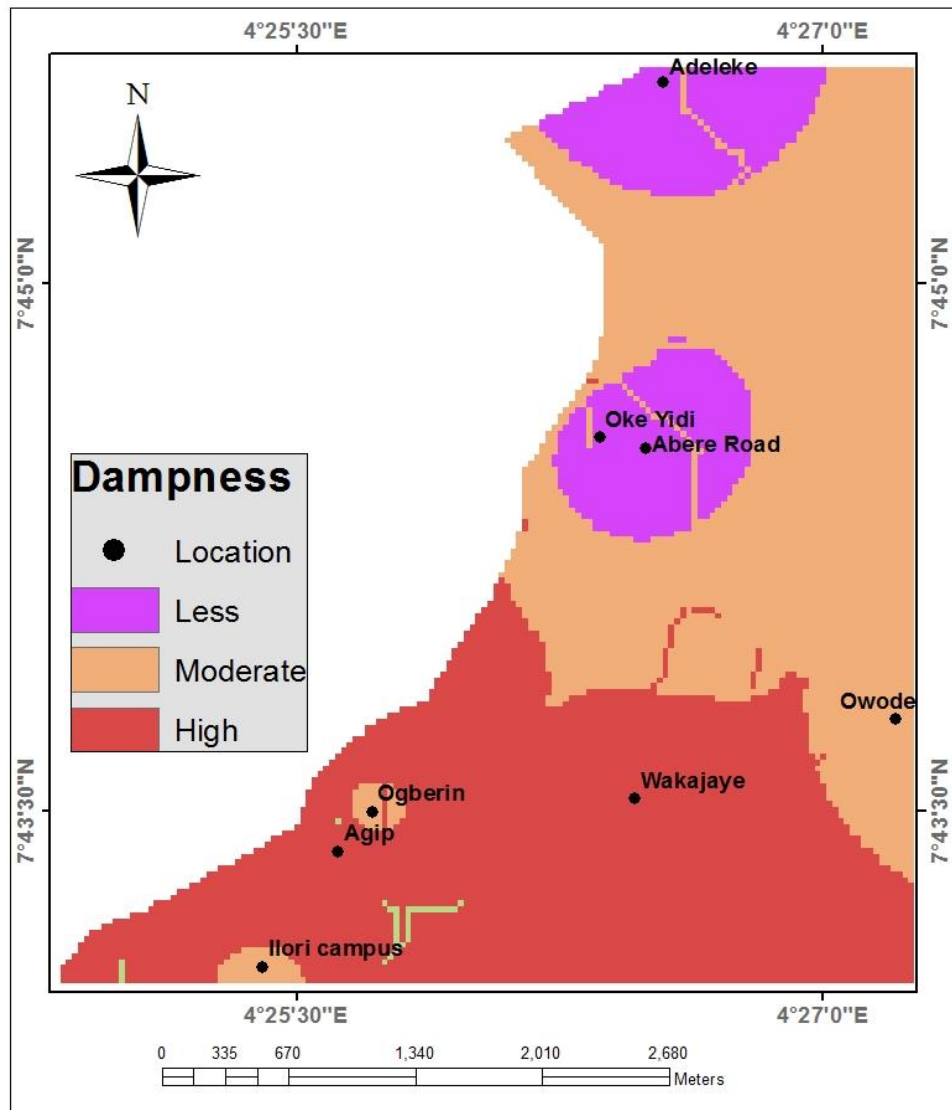 4°25'30"E
4°27'0"E
Adeleke
N
7°45'0"N
7°45'0"N
Oke Yidi
Abere Road
Dampness
Location
Less
Moderate
High
Owode
Wakajaye
Ogberin
Agip
7°43'30"N
7°43'30"N
Ilori campus
4°25'30"E
4°27'0"E
0 335 670 1,340 2,010 2,680
Meters